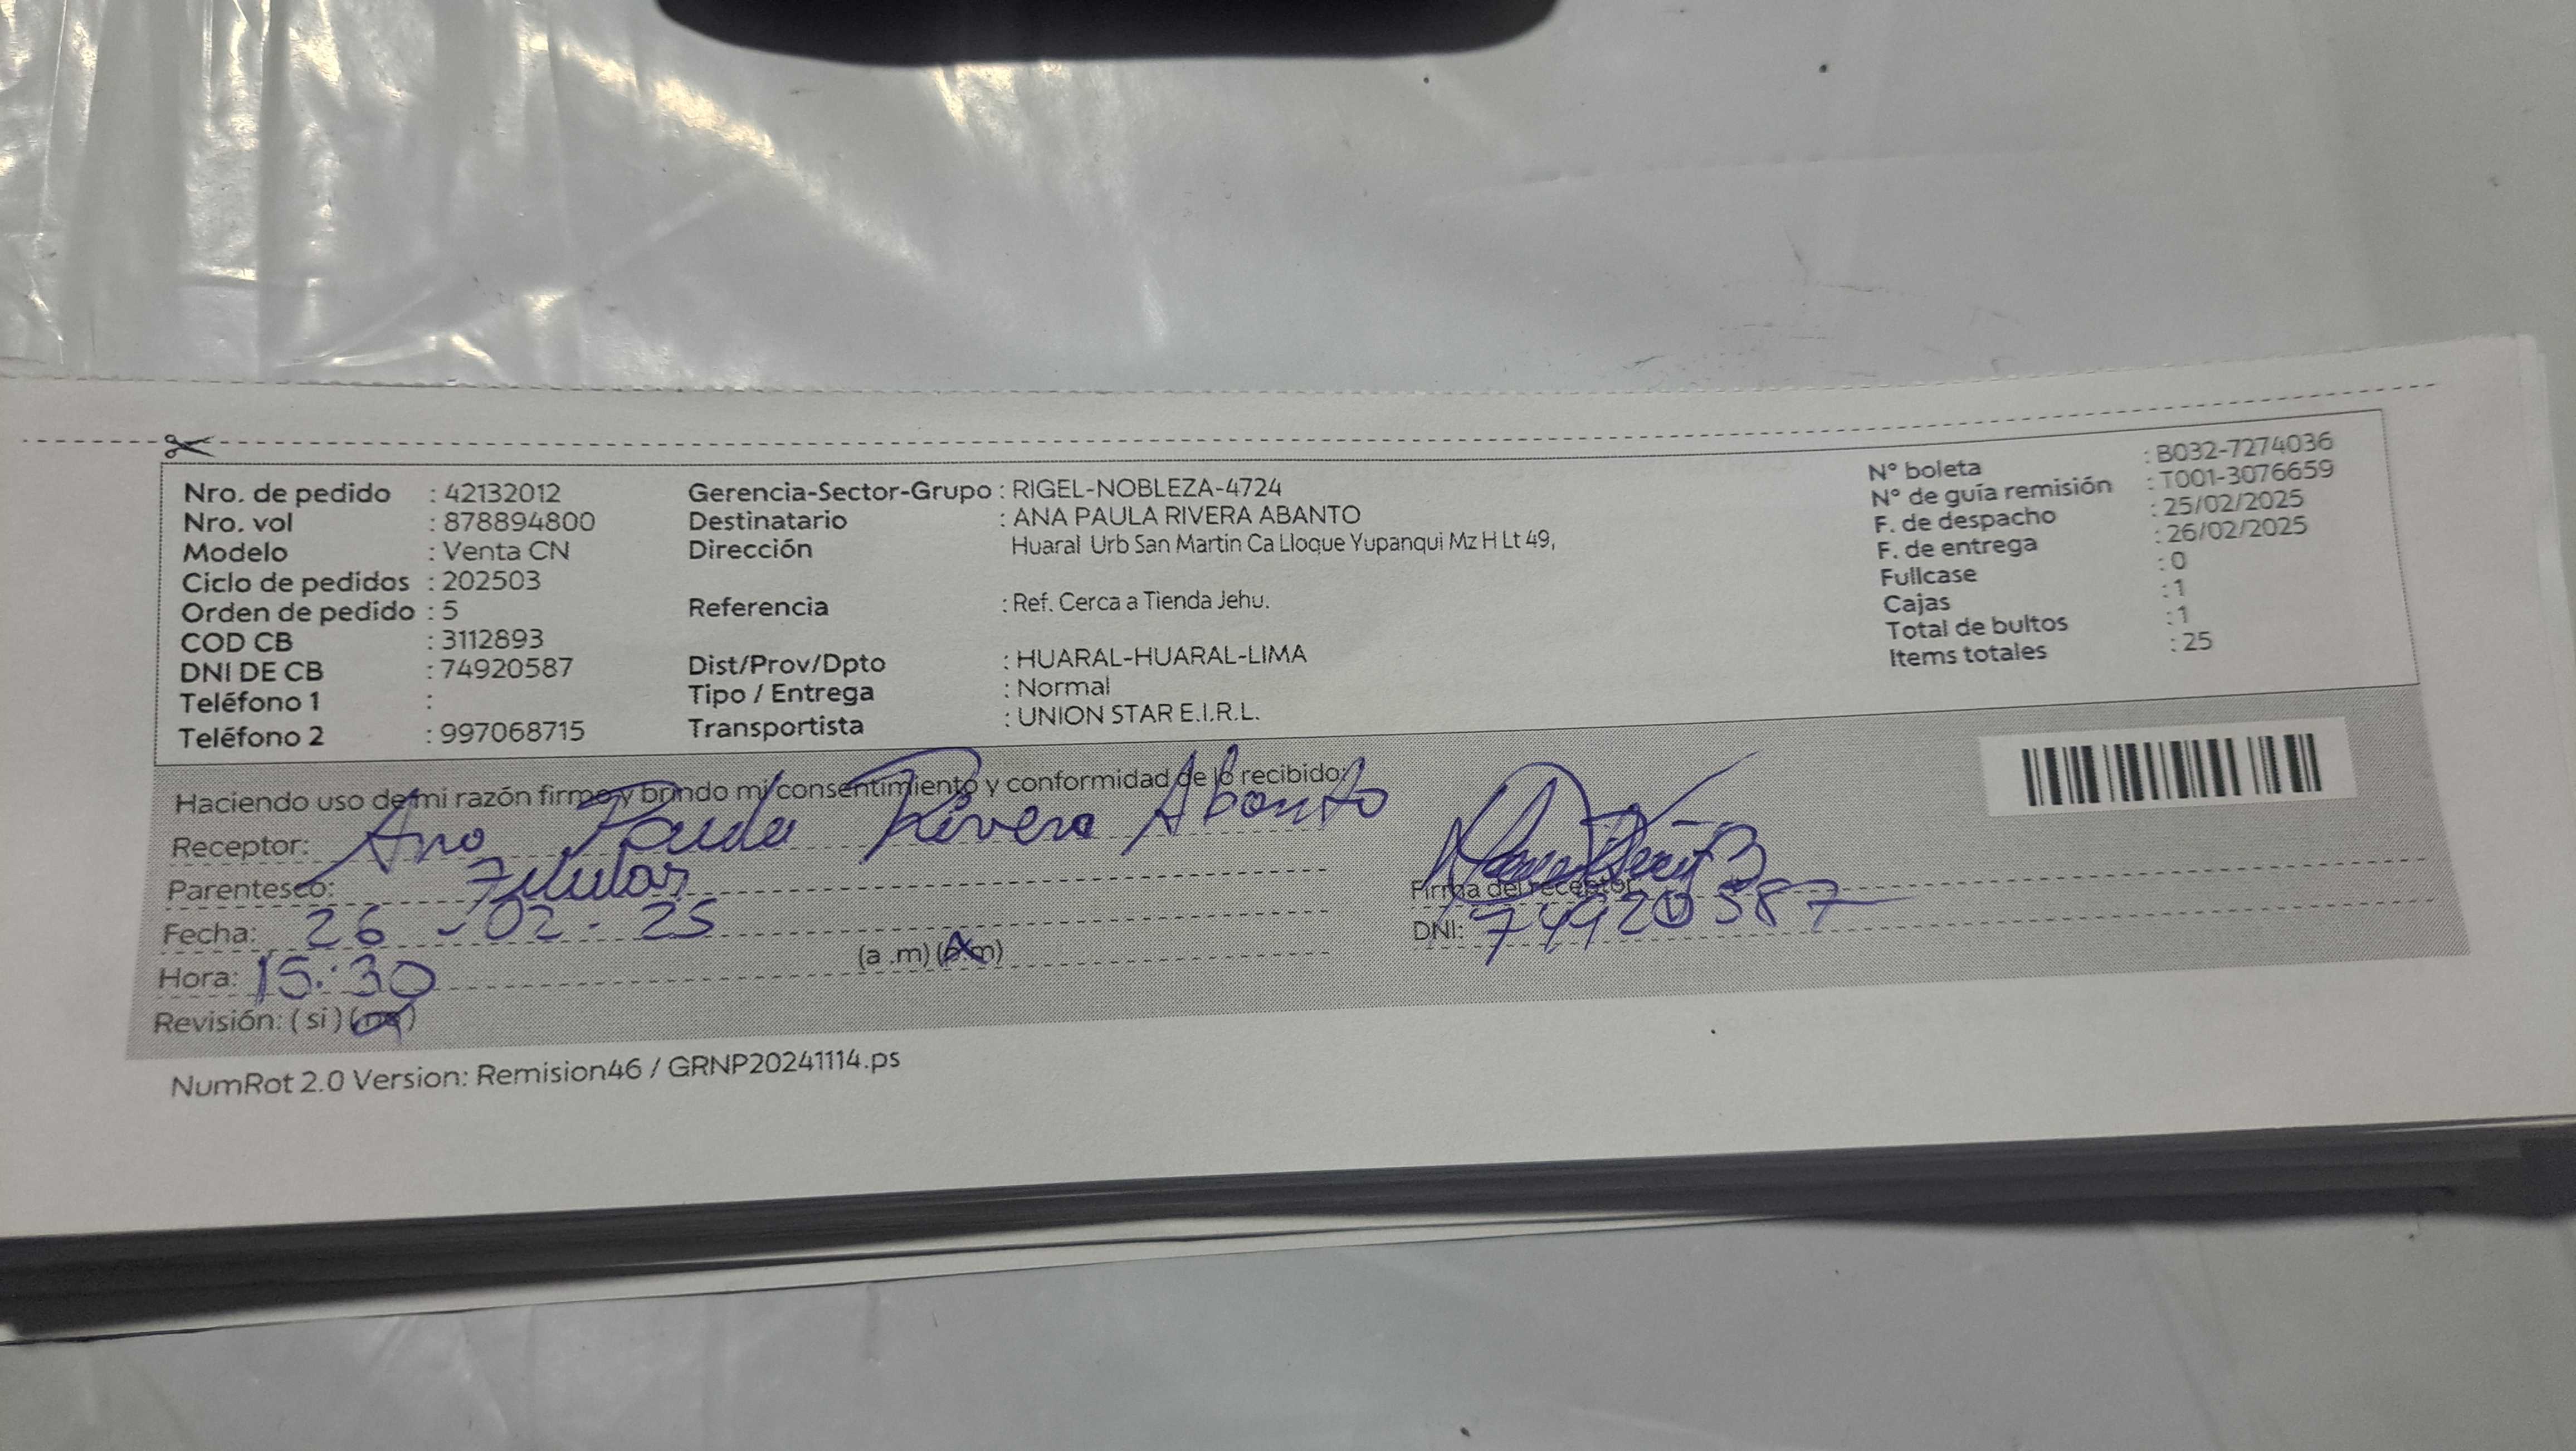 Nro. de pedido : 42132012
Nro. vol : 878894800
Modelo : Venta CN
Ciclo de pedidos : 202503
Orden de pedido : 5
COD CB : 3112893
DNI DE CB : 74920587
Teléfono 1 :
Teléfono 2 : 997068715
Gerencia-Sector-Grupo : RIGEL-NOBLEZA-4724
Destinatario : ANA PAULA RIVERA ABANTO
Dirección Huaral Urb San Martin Ca Lloque Yupanqui Mz H Lt 49,
Referencia : Ref. Cerca a Tienda Jehu.
Dist/Prov/Dpto : HUARAL-HUARAL-LIMA
Tipo / Entrega : Normal
Transportista : UNION STAR E.I.R.L.
N° boleta : B032-7274036
N° de guía remisión : T001-3076659
F. de despacho : 25/02/2025
F. de entrega : 26/02/2025
Fullcase : 0
Cajas : 1
Total de bultos : 1
Items totales : 25
Haciendo uso de mi razón firmo y brindo mi consentimiento y conformidad de lo recibido:
Receptor: Ana Paula Rivera Abanto
Parentesco: Titular
Fecha: 26 - 02 - 25
Hora: 15:30 (a .m) (p.m)
Revisión: ( si ) (no)
Firma del receptor
DNI: 74920587
NumRot 2.0 Version: Remision46 / GRNP20241114.ps